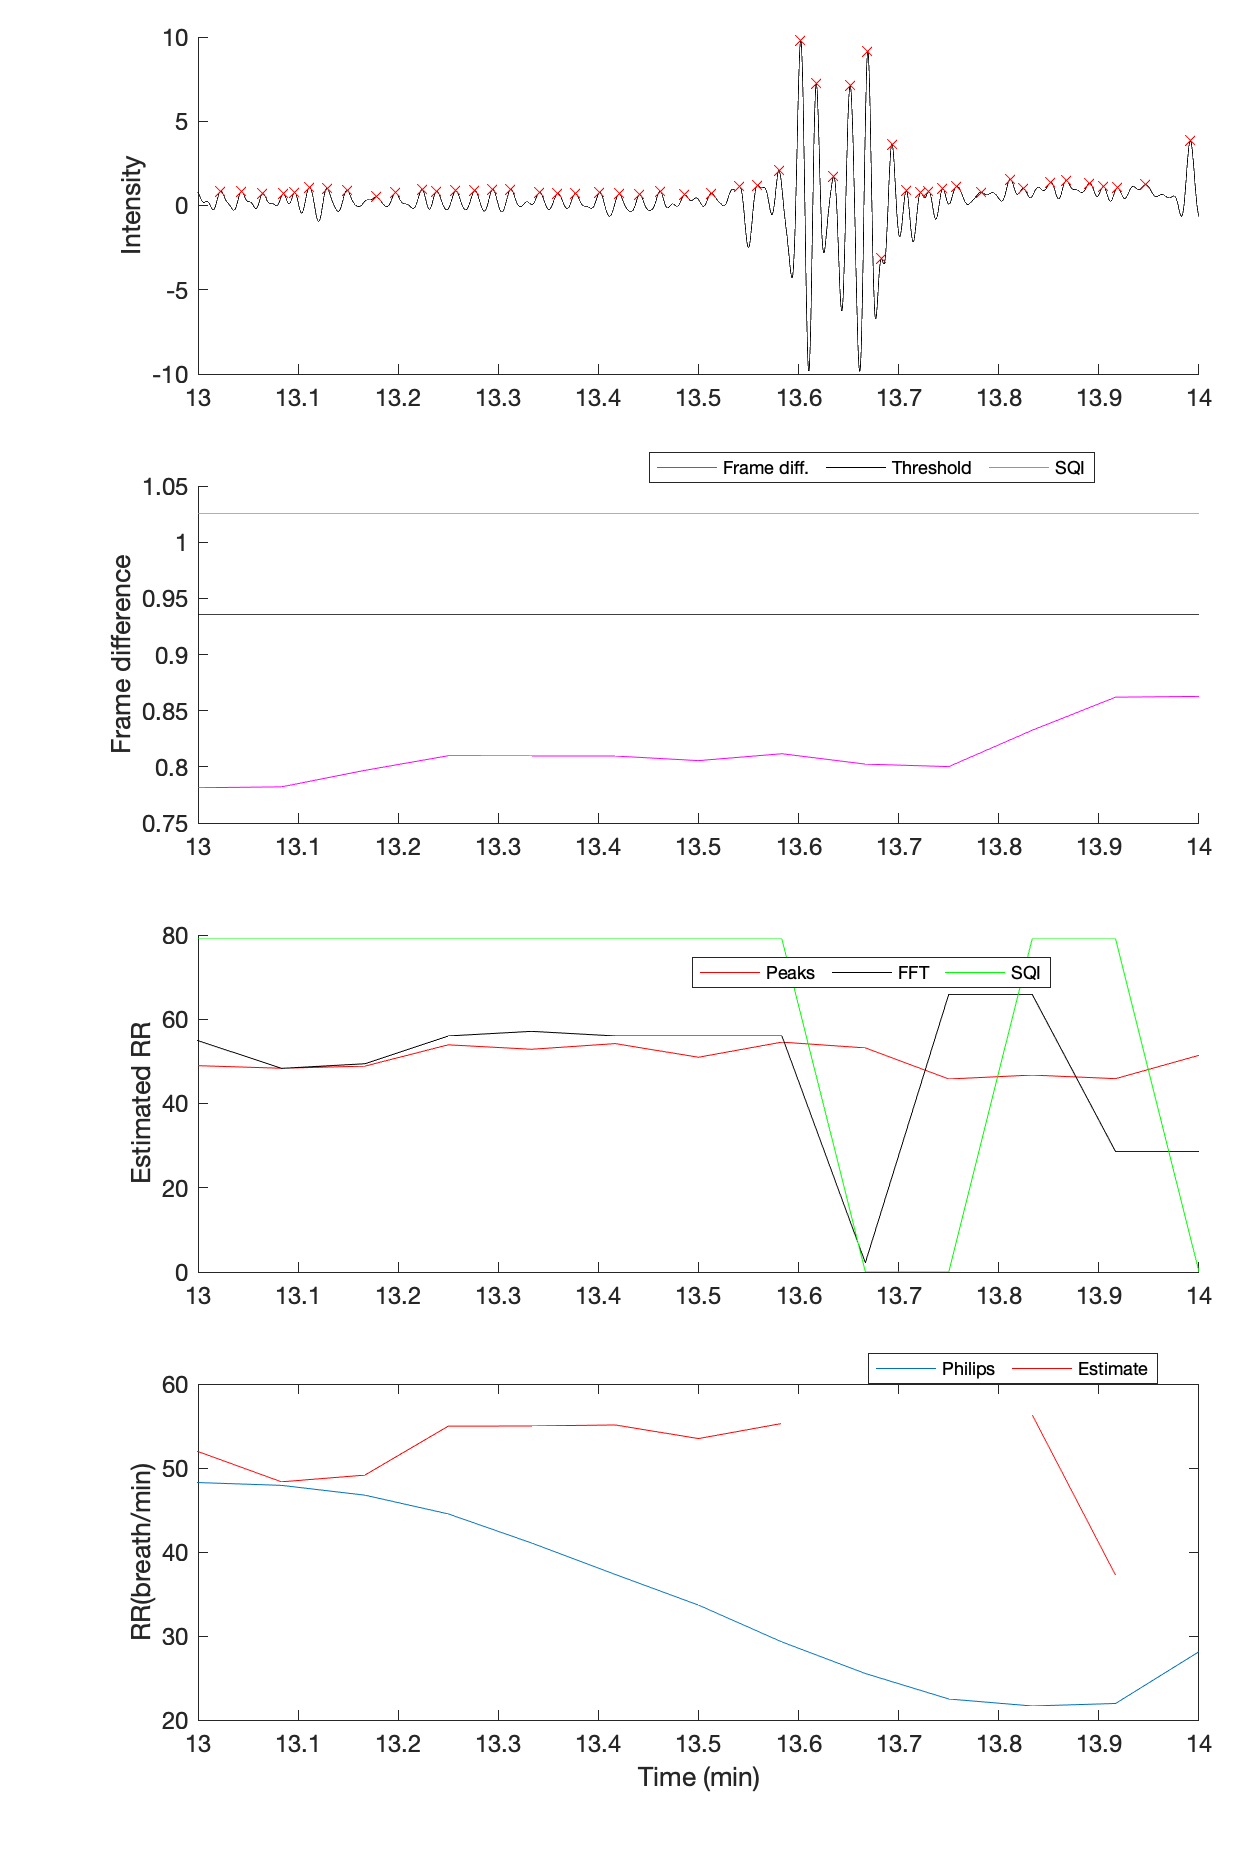 10
5
0
-5
-10
Intensity
13 13.1 13.2 13.3 13.4 13.5 13.6 13.7 13.8 13.9 14
Frame diff. Threshold SQI
1.05
1
0.95
0.9
0.85
0.8
0.75
Frame difference
13 13.1 13.2 13.3 13.4 13.5 13.6 13.7 13.8 13.9 14
80
60
40
20
0
Estimated RR
Peaks FFT SQI
13 13.1 13.2 13.3 13.4 13.5 13.6 13.7 13.8 13.9 14
Philips Estimate
60
50
40
30
20
RR(breath/min)
13 13.1 13.2 13.3 13.4 13.5 13.6 13.7 13.8 13.9 14
Time (min)